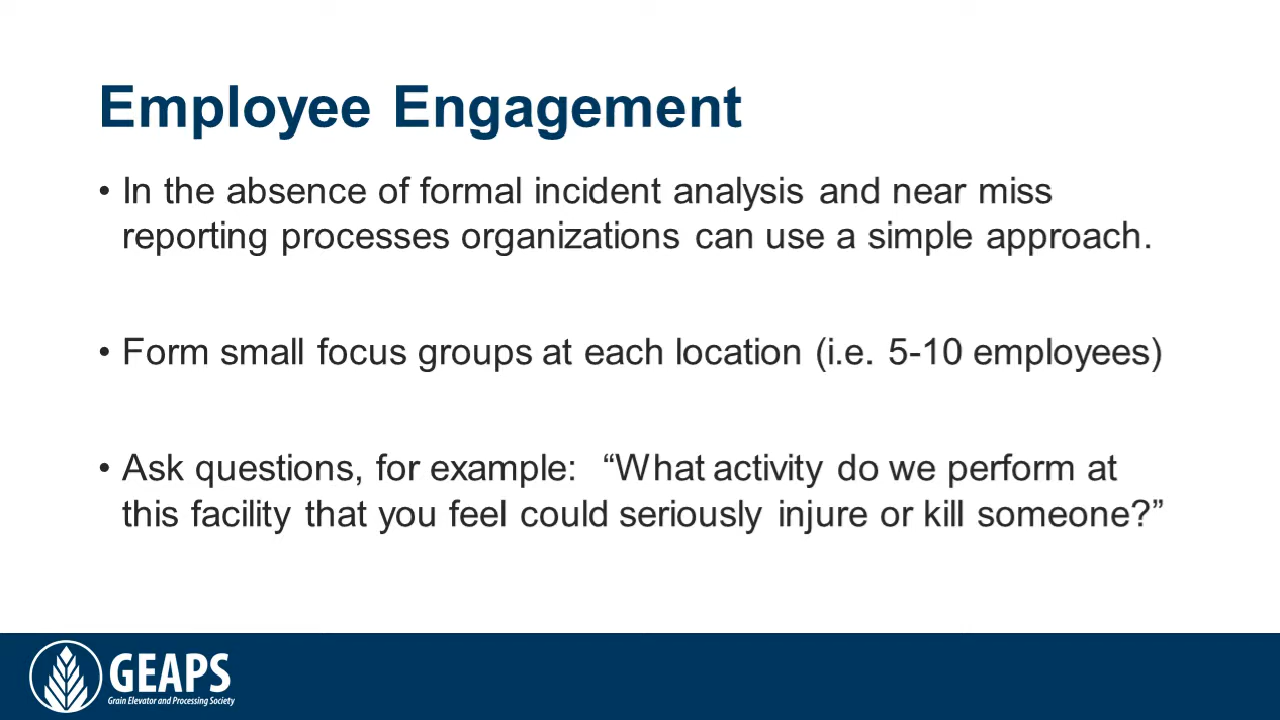 Employee Engagement
• In the absence of formal incident analysis and near miss
reporting processes organizations can use a simple approach.
• Form small focus groups at each location (i.e. 5-10 employees)
• Ask questions, for example: “What activity do we perform at
this facility that you feel could seriously injure or kill someone?”
GEAPS
Grain Elevator and Processing Society